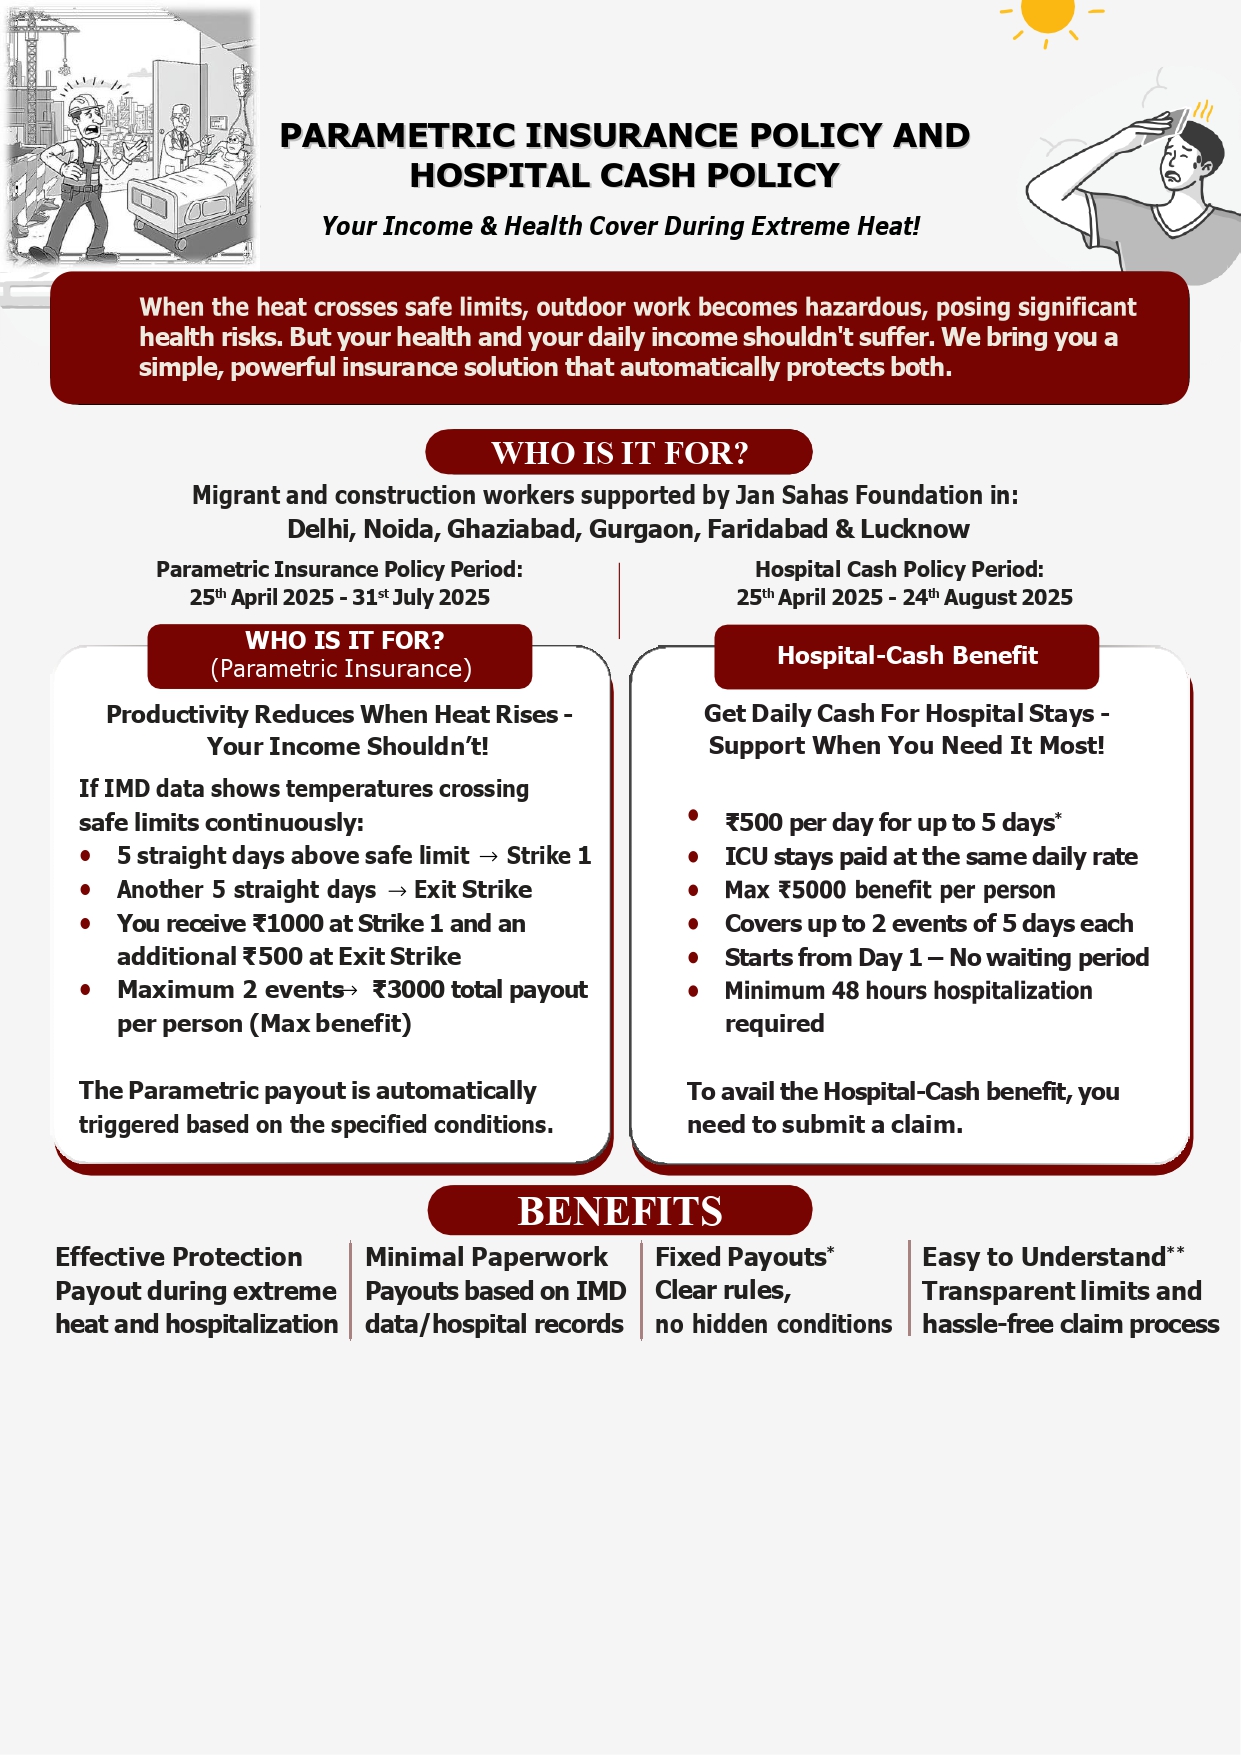 PARAMETRIC INSURANCE POLICY AND
HOSPITAL CASH POLICY
Your Income & Health Cover During Extreme Heat!
When the heat crosses safe limits, outdoor work becomes hazardous, posing significant
health risks. But your health and your daily income shouldn't suffer. We bring you a
simple, powerful insurance solution that automatically protects both.
WHO IS IT FOR?
Migrant and construction workers supported by Jan Sahas Foundation in:
Delhi, Noida, Ghaziabad, Gurgaon, Faridabad & Lucknow
Parametric Insurance Policy Period:
25th April 2025 - 31st July 2025
Hospital Cash Policy Period:
25th April 2025 - 24th August 2025
WHO IS IT FOR?
(Parametric Insurance)
Productivity Reduces When Heat Rises -
Your Income Shouldn’t!
If IMD data shows temperatures crossing
safe limits continuously:
• 5 straight days above safe limit → Strike 1
• Another 5 straight days → Exit Strike
• You receive ₹1000 at Strike 1 and an
additional ₹500 at Exit Strike
• Maximum 2 events→ ₹3000 total payout
per person (Max benefit)
The Parametric payout is automatically
triggered based on the specified conditions.
Hospital-Cash Benefit
Get Daily Cash For Hospital Stays -
Support When You Need It Most!
• ₹500 per day for up to 5 days*
• ICU stays paid at the same daily rate
• Max ₹5000 benefit per person
• Covers up to 2 events of 5 days each
• Starts from Day 1 – No waiting period
• Minimum 48 hours hospitalization
required
To avail the Hospital-Cash benefit, you
need to submit a claim.
BENEFITS
Effective Protection
Payout during extreme
heat and hospitalization
Minimal Paperwork
Payouts based on IMD
data/hospital records
Fixed Payouts*
Clear rules,
no hidden conditions
Easy to Understand**
Transparent limits and
hassle-free claim process